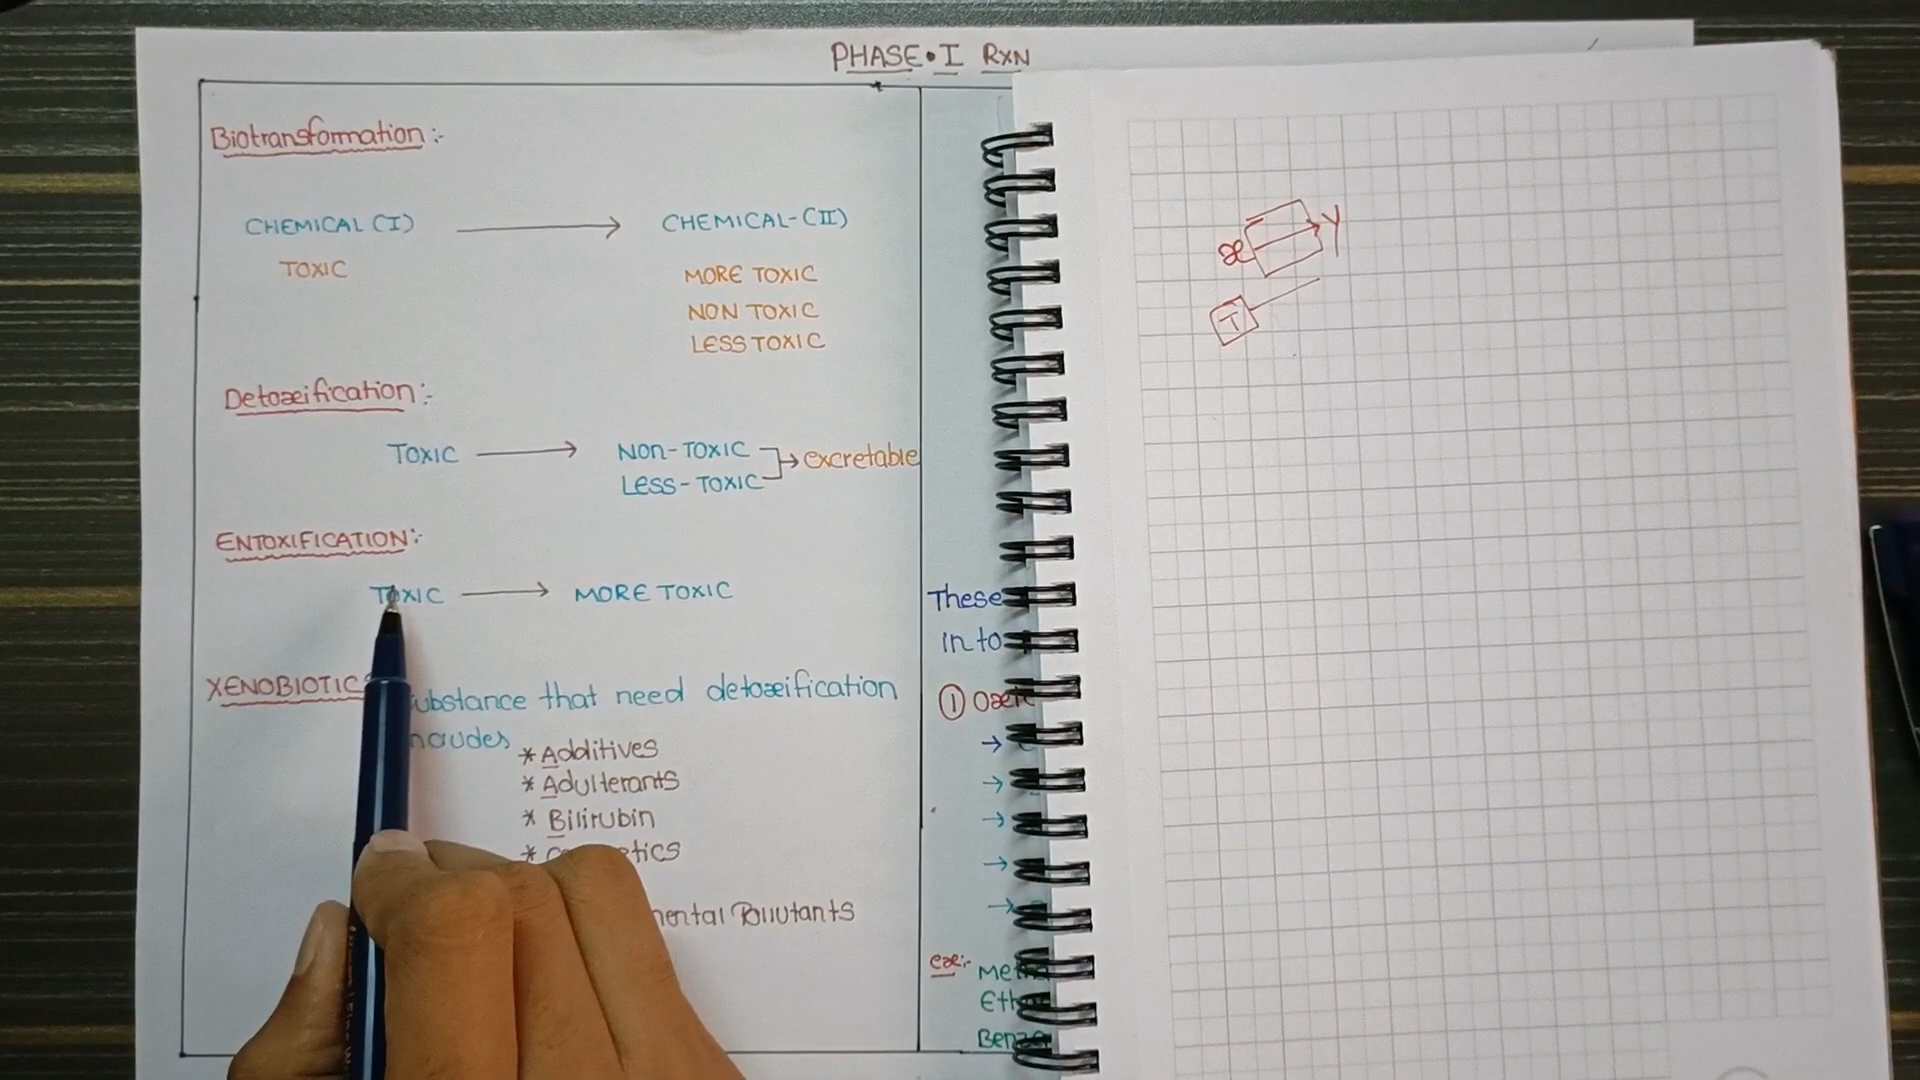 PHASE•I RXN
Biotransformation:-
CHEMICAL (I) → CHEMICAL-(II)
TOXIC
MORE TOXIC
NON TOXIC
LESS TOXIC
Detoxification:-
TOXIC → NON-TOXIC
LESS-TOXIC → excretable
ENTOXIFICATION:-
TOXIC → MORE TOXIC
XENOBIOTIC
substance that need detoxification
* Additives
* Adulterants
* Bilirubin
Pollutants
These
in to
①
ex:-
x → y
T